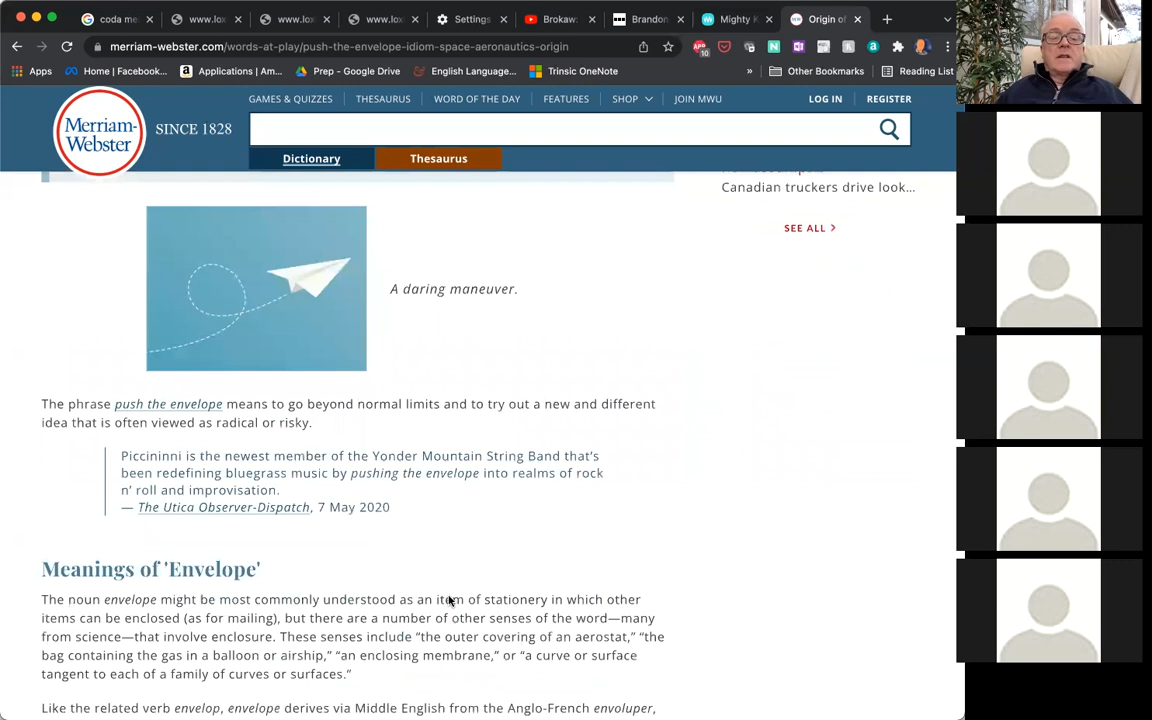 coda me
www.lox
www.lox
www.lox
Settings
Brokaw:
Brandon
Mighty K
Origin of
merriam-webster.com/words-at-play/push-the-envelope-idiom-space-aeronautics-origin
10
Apps
Home | Facebook...
Applications | Am...
Prep - Google Drive
English Language...
Trinsic OneNote
»
Other Bookmarks
Reading List
Merriam-
Webster
SINCE 1828
GAMES & QUIZZES
THESAURUS
WORD OF THE DAY
FEATURES
SHOP
JOIN MWU
LOG IN
REGISTER
Dictionary
Thesaurus
Canadian truckers drive look...
SEE ALL >
A daring maneuver.
The phrase push the envelope means to go beyond normal limits and to try out a new and different
idea that is often viewed as radical or risky.
Piccininni is the newest member of the Yonder Mountain String Band that's
been redefining bluegrass music by pushing the envelope into realms of rock
n' roll and improvisation.
— The Utica Observer-Dispatch, 7 May 2020
Meanings of 'Envelope'
The noun envelope might be most commonly understood as an item of stationery in which other
items can be enclosed (as for mailing), but there are a number of other senses of the word—many
from science—that involve enclosure. These senses include “the outer covering of an aerostat,” “the
bag containing the gas in a balloon or airship,” “an enclosing membrane,” or “a curve or surface
tangent to each of a family of curves or surfaces.”
Like the related verb envelop, envelope derives via Middle English from the Anglo-French envoluper,